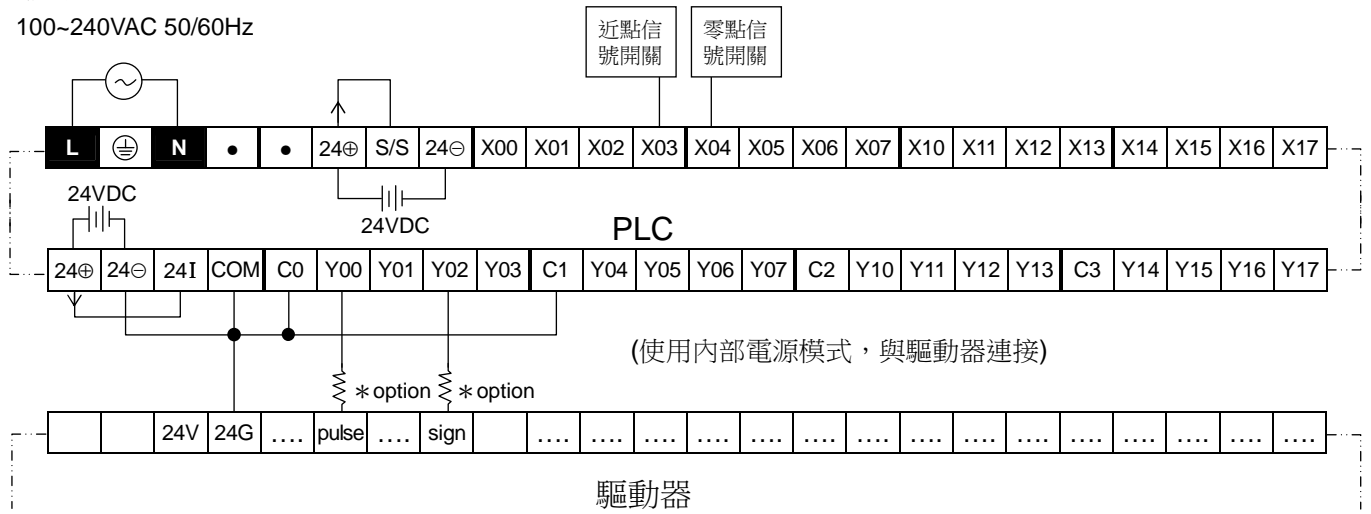 100~240VAC 50/60Hz
近點信
號開關
零點信
號開關
L N • • 24⊕ S/S 24⊖ X00 X01 X02 X03 X04 X05 X06 X07 X10 X11 X12 X13 X14 X15 X16 X17
24VDC
24VDC
PLC
24⊕ 24⊖ 24I COM C0 Y00 Y01 Y02 Y03 C1 Y04 Y05 Y06 Y07 C2 Y10 Y11 Y12 Y13 C3 Y14 Y15 Y16 Y17
(使用內部電源模式，與驅動器連接)
＊option ＊option
24V 24G .... pulse .... sign .... .... .... .... .... .... .... .... .... .... .... .... .... ....
驅動器